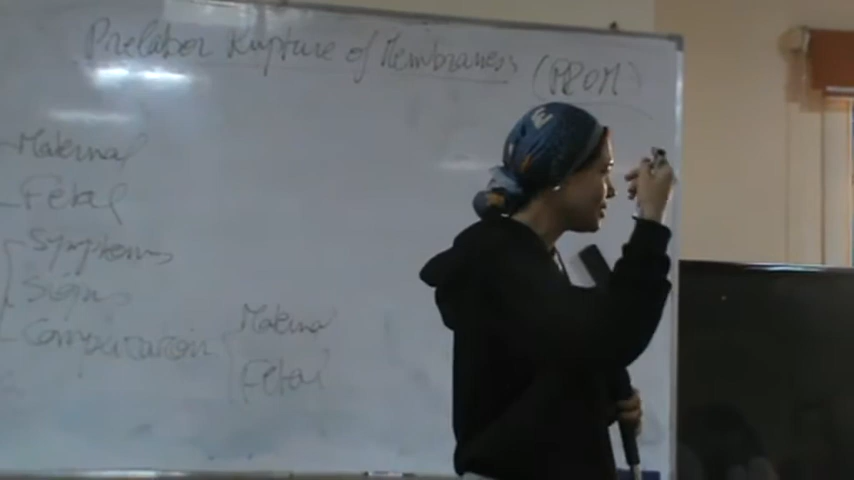 Prelabor Rupture of Membranes (PROM)
- Maternal
- Fetal
- Symptoms
- Signs
- Complication
Maternal
Fetal